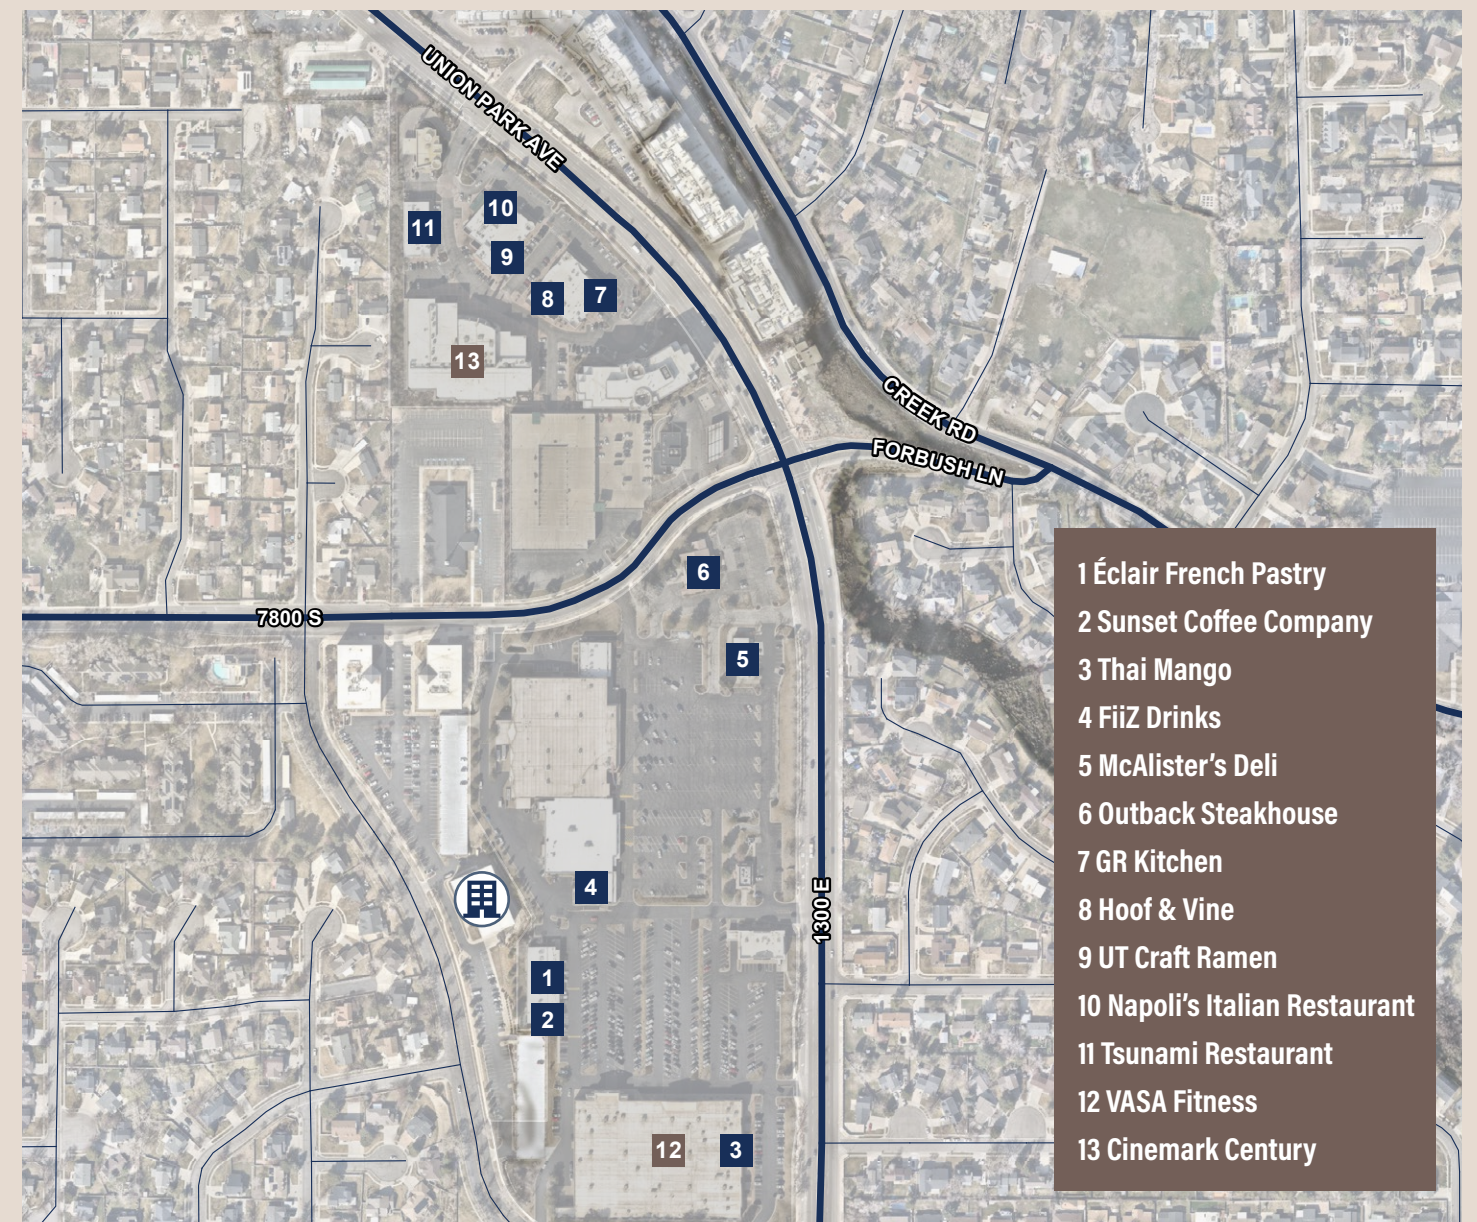 UNION PARK AVE
10
11
9
8
7
13
CREEK RD
FORBUSH LN
6
7800 S
5
4
1300 E
1
2
12
3
1 Éclair French Pastry
2 Sunset Coffee Company
3 Thai Mango
4 FiiZ Drinks
5 McAlister’s Deli
6 Outback Steakhouse
7 GR Kitchen
8 Hoof & Vine
9 UT Craft Ramen
10 Napoli’s Italian Restaurant
11 Tsunami Restaurant
12 VASA Fitness
13 Cinemark Century